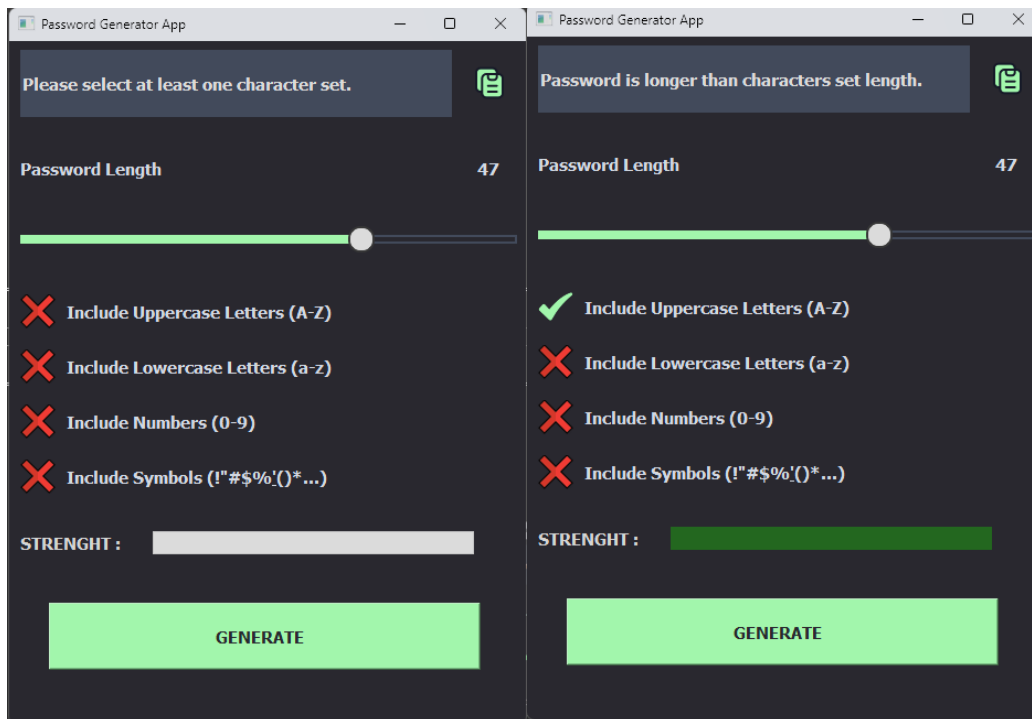 Password Generator App
Please select at least one character set.
Password Length 47
Include Uppercase Letters (A-Z)
Include Lowercase Letters (a-z)
Include Numbers (0-9)
Include Symbols (!"#$%'()*...)
STRENGHT :
GENERATE
Password Generator App
Password is longer than characters set length.
Password Length 47
Include Uppercase Letters (A-Z)
Include Lowercase Letters (a-z)
Include Numbers (0-9)
Include Symbols (!"#$%'()*...)
STRENGHT :
GENERATE